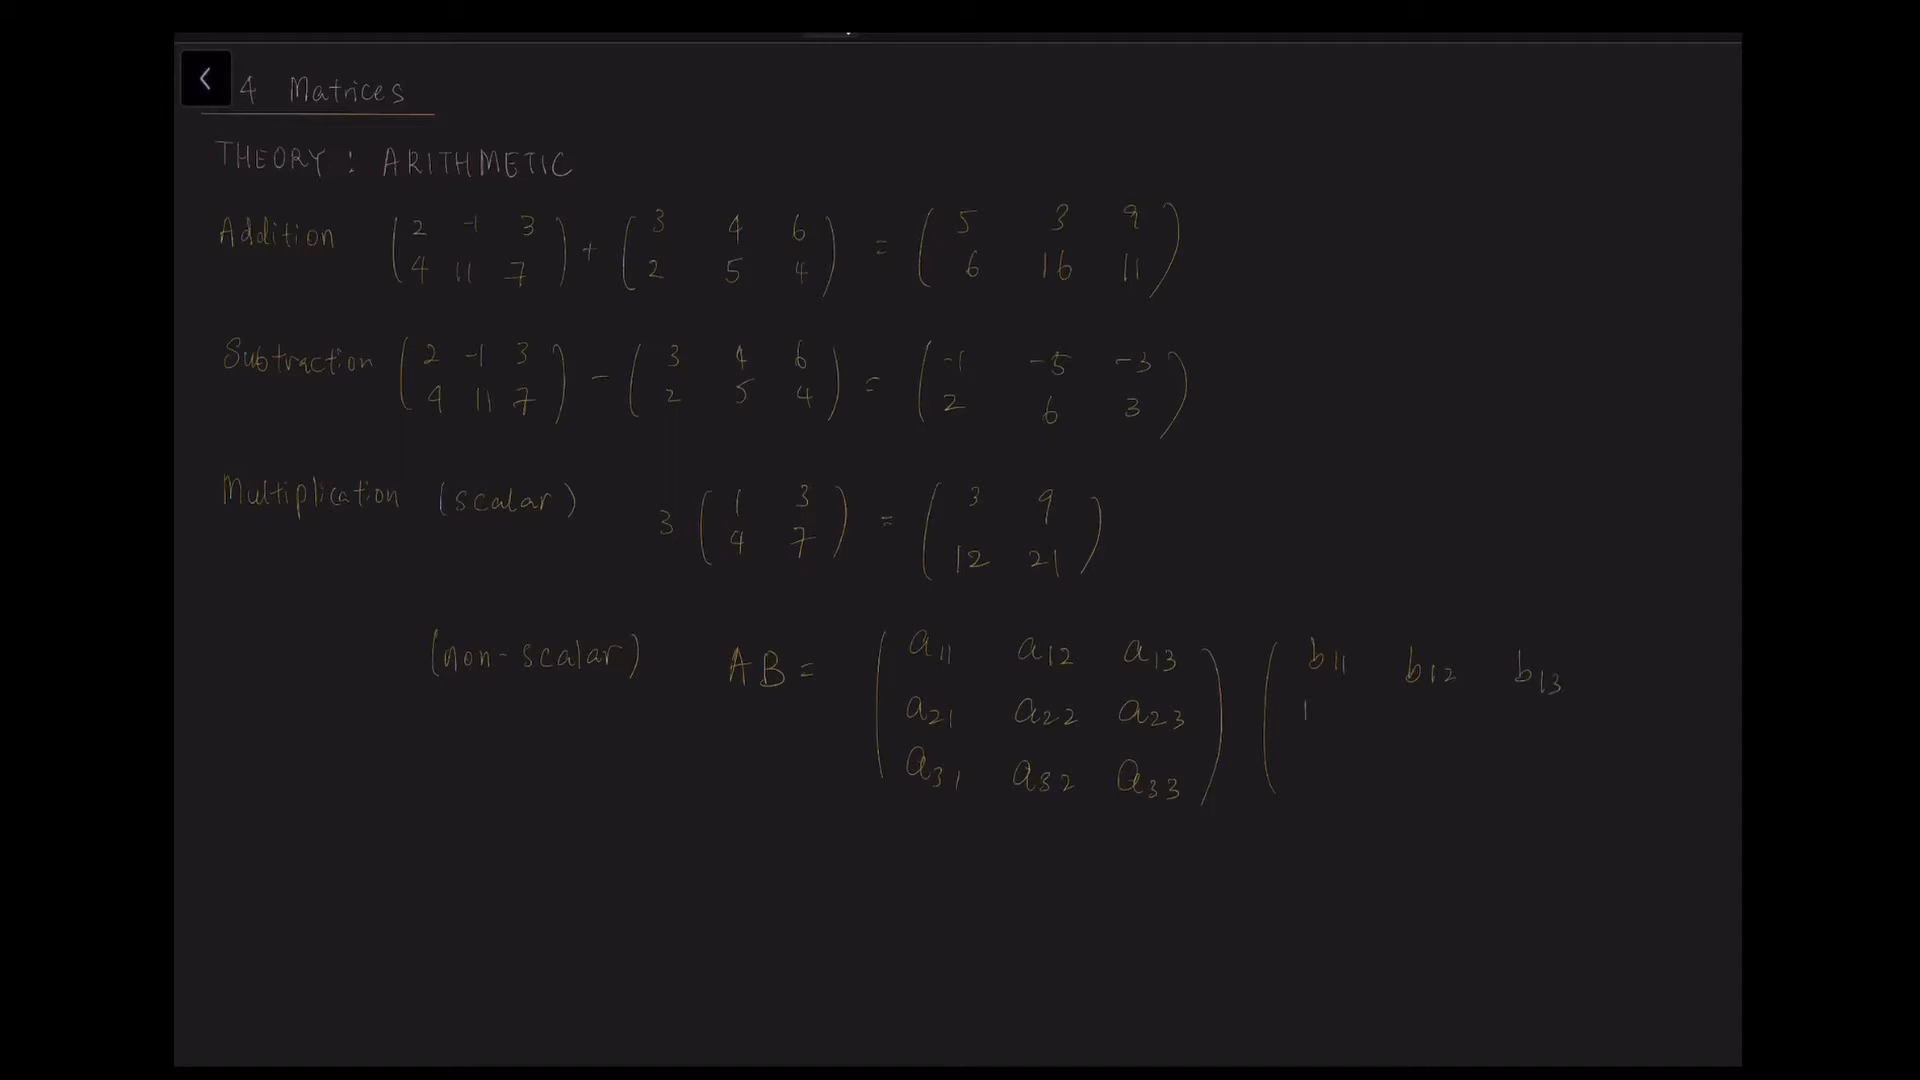 4 Matrices
THEORY : ARITHMETIC
Addition (2 -1 3 + (3 4 6 = (5 3 9
4 11 7) 2 5 4) 6 16 11)
Subtraction (2 -1 3 - (3 4 6 = (-1 -5 -3
4 11 7) 2 5 4) 2 6 3)
Multiplication (scalar) 3 (1 3 = (3 9
4 7) 12 21)
(non-scalar) AB = (a11 a12 a13 (b11 b12 b13
a21 a22 a23
a31 a32 a33)